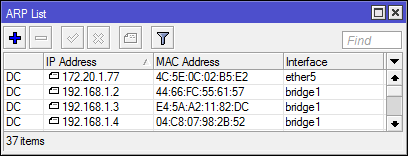 ARP List
Find
IP Address MAC Address Interface
DC 172.20.1.77 4C:5E:0C:02:B5:E2 ether5
DC 192.168.1.2 44:66:FC:55:61:57 bridge1
DC 192.168.1.3 E4:5A:A2:11:82:DC bridge1
DC 192.168.1.4 04:C8:07:98:2B:52 bridge1
37 items